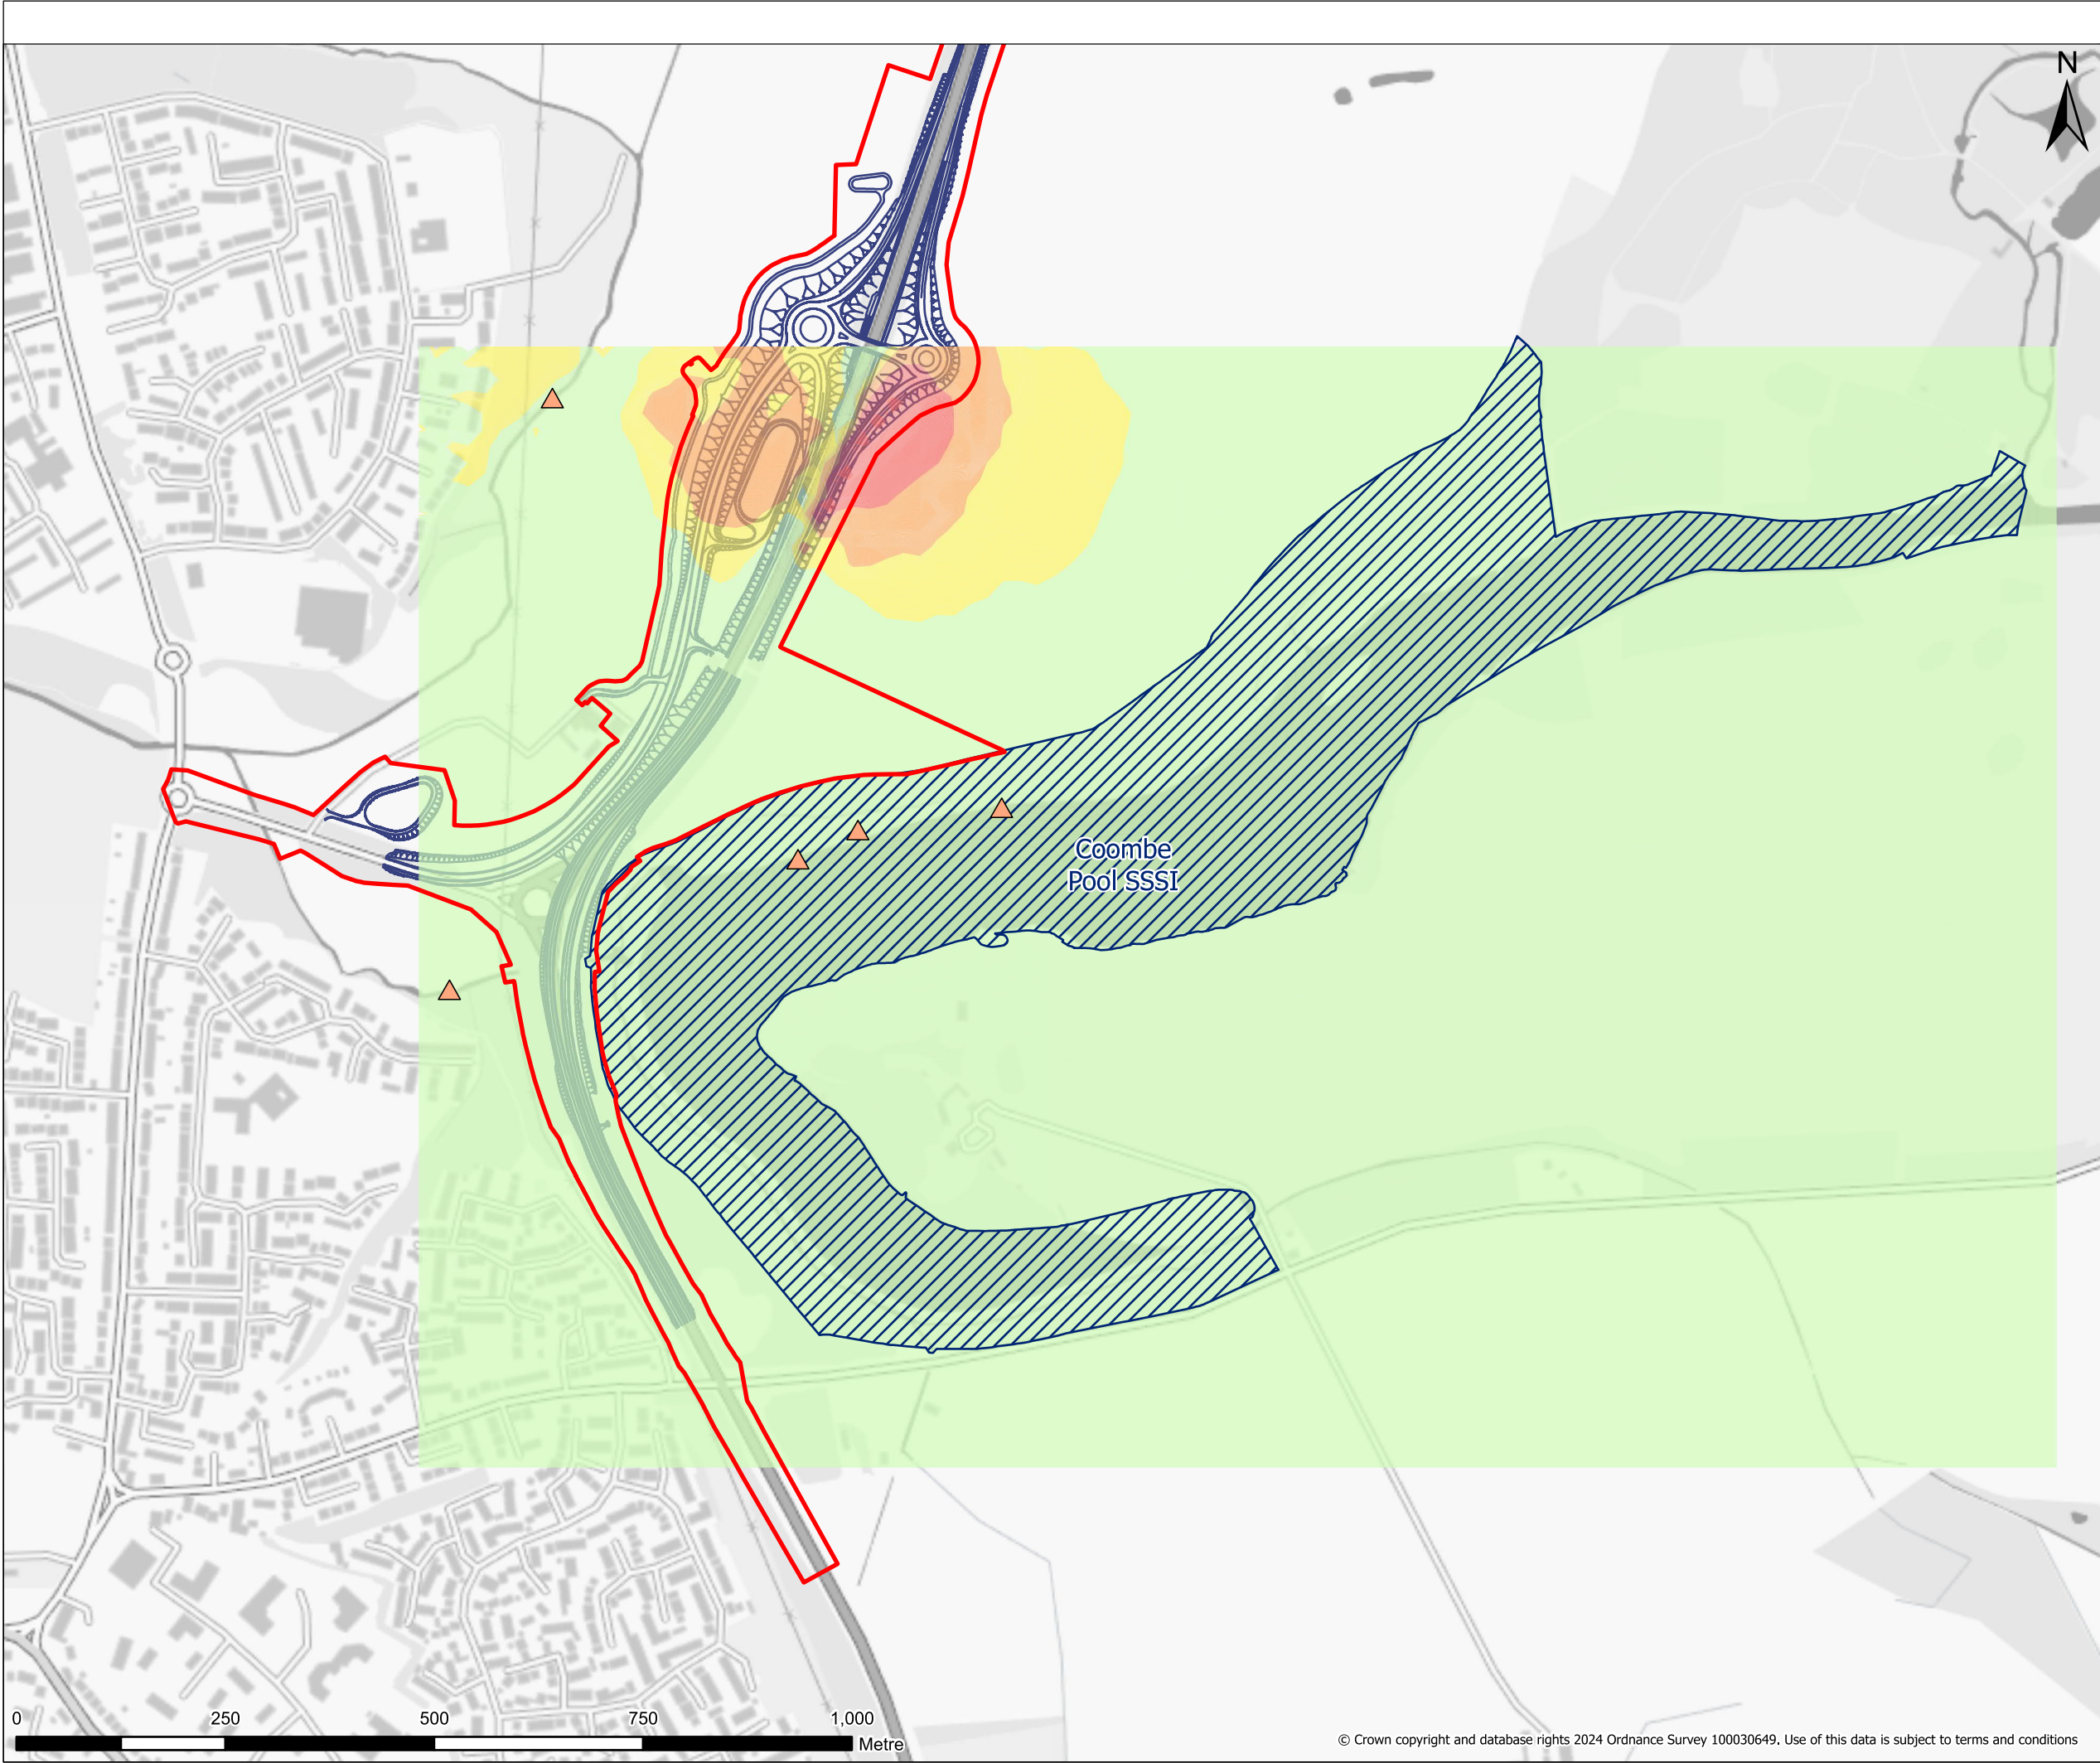 N
Coombe
Pool SSSI
0 250 500 750 1,000
Metre
© Crown copyright and database rights 2024 Ordnance Survey 100030649. Use of this data is subject to terms and conditions